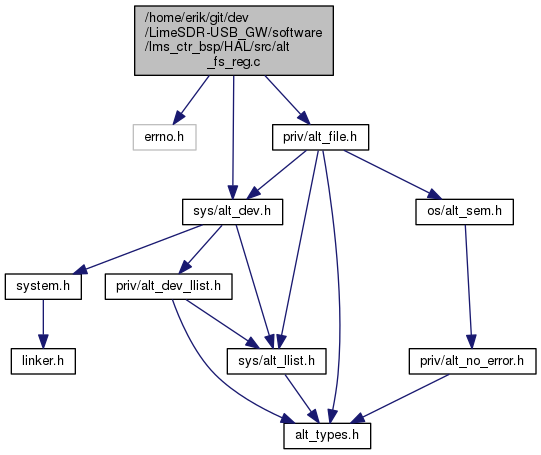 /home/erik/git/dev
/LimeSDR-USB_GW/software
/lms_ctr_bsp/HAL/src/alt
_fs_reg.c
errno.h
priv/alt_file.h
sys/alt_dev.h
os/alt_sem.h
system.h
priv/alt_dev_llist.h
linker.h
sys/alt_llist.h
priv/alt_no_error.h
alt_types.h